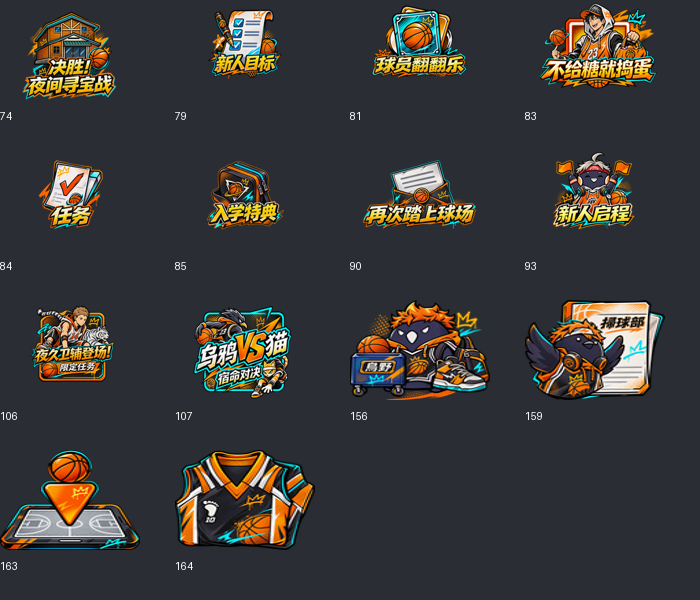 决胜!
夜间寻宝战
74
新人目标
79
球员翻翻乐
81
23
不给糖就捣蛋
83
任务
84
入学特典
85
再次踏上球场
90
新人启程
93
夜久卫辅登场!
限定任务
106
乌鸦VS猫
宿命对决
107
烏野
156
掃球部
159
163
10
164